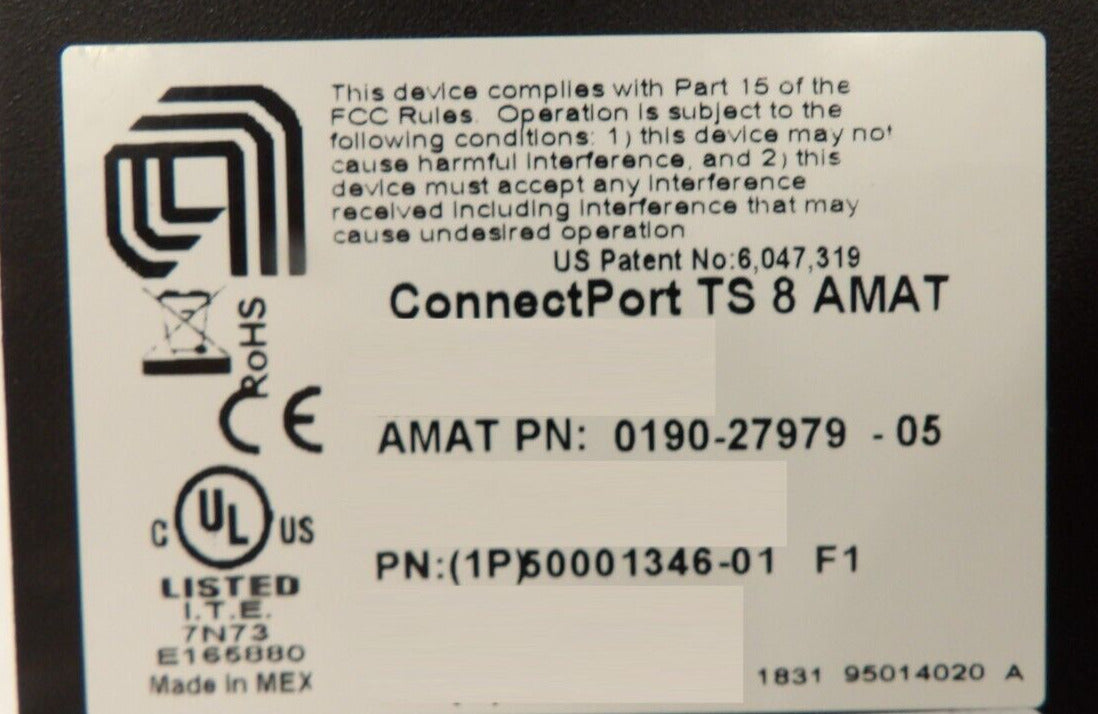 This device complies with Part 15 of the
FCC Rules. Operation is subject to the
following conditions: 1) this device may not
cause harmful interference, and 2) this
device must accept any interference
received including interference that may
cause undesired operation
US Patent No:6,047,319
ConnectPort TS 8 AMAT
RoHS
CE
AMAT PN: 0190-27979 - 05
C UL US
PN:(1P)50001346-01 F1
LISTED
I.T.E.
7N73
E165880
Made in MEX
1831 95014020 A